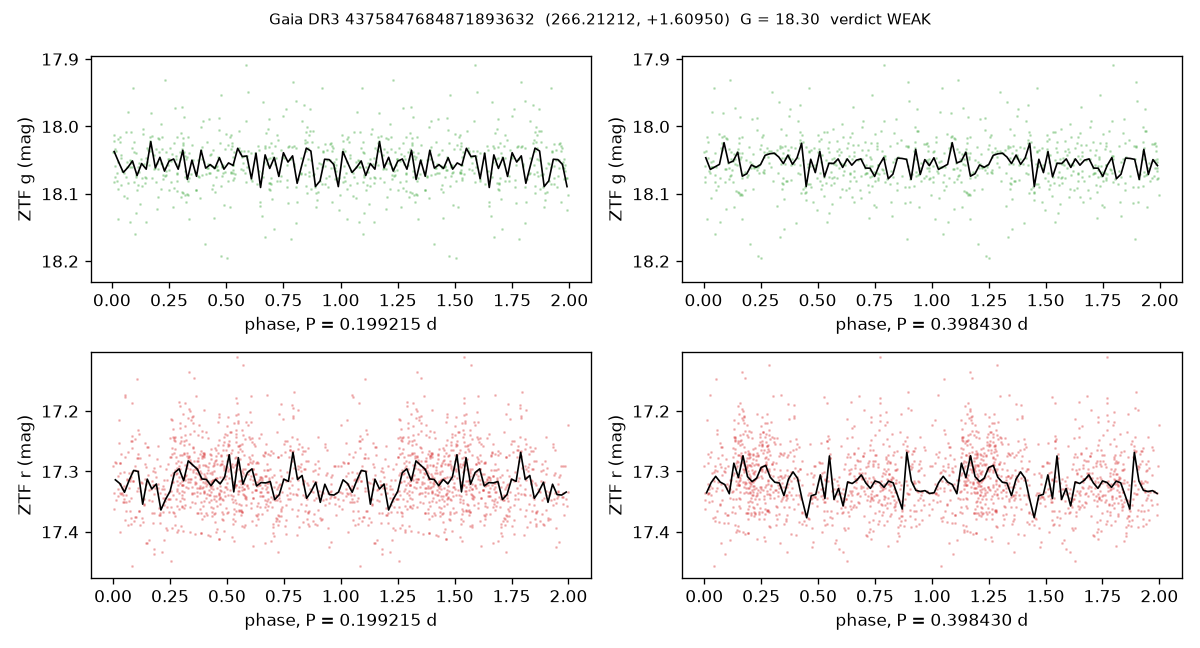 Gaia DR3 4375847684871893632 (266.21212, +1.60950) G = 18.30 verdict WEAK
ZTF g (mag)
17.9
18.0
18.1
18.2
0.00 0.25 0.50 0.75 1.00 1.25 1.50 1.75 2.00
phase, P = 0.199215 d
ZTF g (mag)
17.9
18.0
18.1
18.2
0.00 0.25 0.50 0.75 1.00 1.25 1.50 1.75 2.00
phase, P = 0.398430 d
ZTF r (mag)
17.2
17.3
17.4
0.00 0.25 0.50 0.75 1.00 1.25 1.50 1.75 2.00
phase, P = 0.199215 d
ZTF r (mag)
17.2
17.3
17.4
0.00 0.25 0.50 0.75 1.00 1.25 1.50 1.75 2.00
phase, P = 0.398430 d